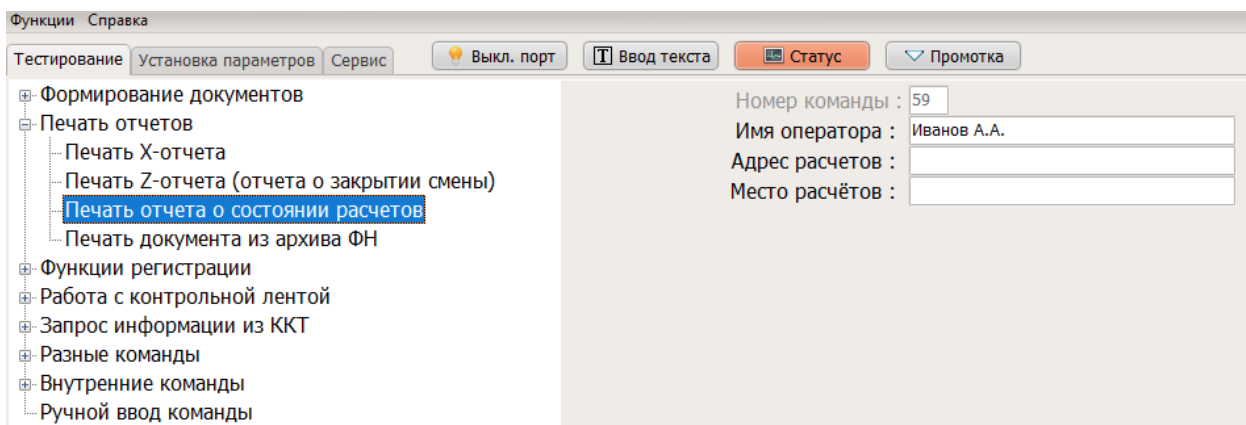 Функции Справка
Тестирование Установка параметров Сервис Выкл. порт Ввод текста Статус Промотка
Формирование документов
Печать отчетов
Печать X-отчета
Печать Z-отчета (отчета о закрытии смены)
Печать отчета о состоянии расчетов
Печать документа из архива ФН
Функции регистрации
Работа с контрольной лентой
Запрос информации из ККТ
Разные команды
Внутренние команды
Ручной ввод команды
Номер команды : 59
Имя оператора : Иванов А.А.
Адрес расчетов :
Место расчётов :